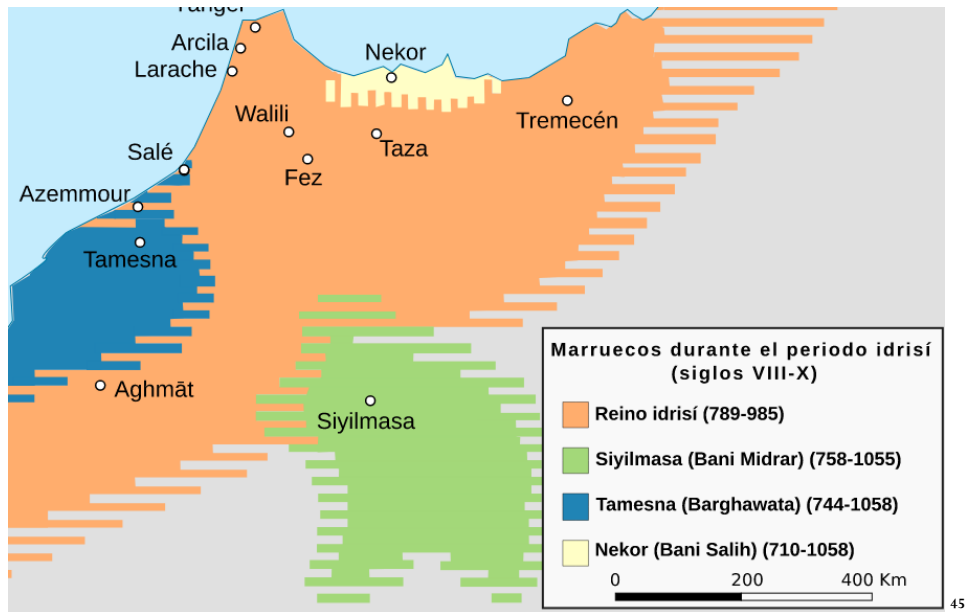 Tánger
Arcila
Larache
Nekor
Walili
Tremecén
Taza
Salé
Fez
Azemmour
Tamesna
Aghmāt
Siyilmasa
Marruecos durante el periodo idrisí
(siglos VIII-X)
Reino idrisí (789-985)
Siyilmasa (Bani Midrar) (758-1055)
Tamesna (Barghawata) (744-1058)
Nekor (Bani Salih) (710-1058)
0 200 400 Km
45